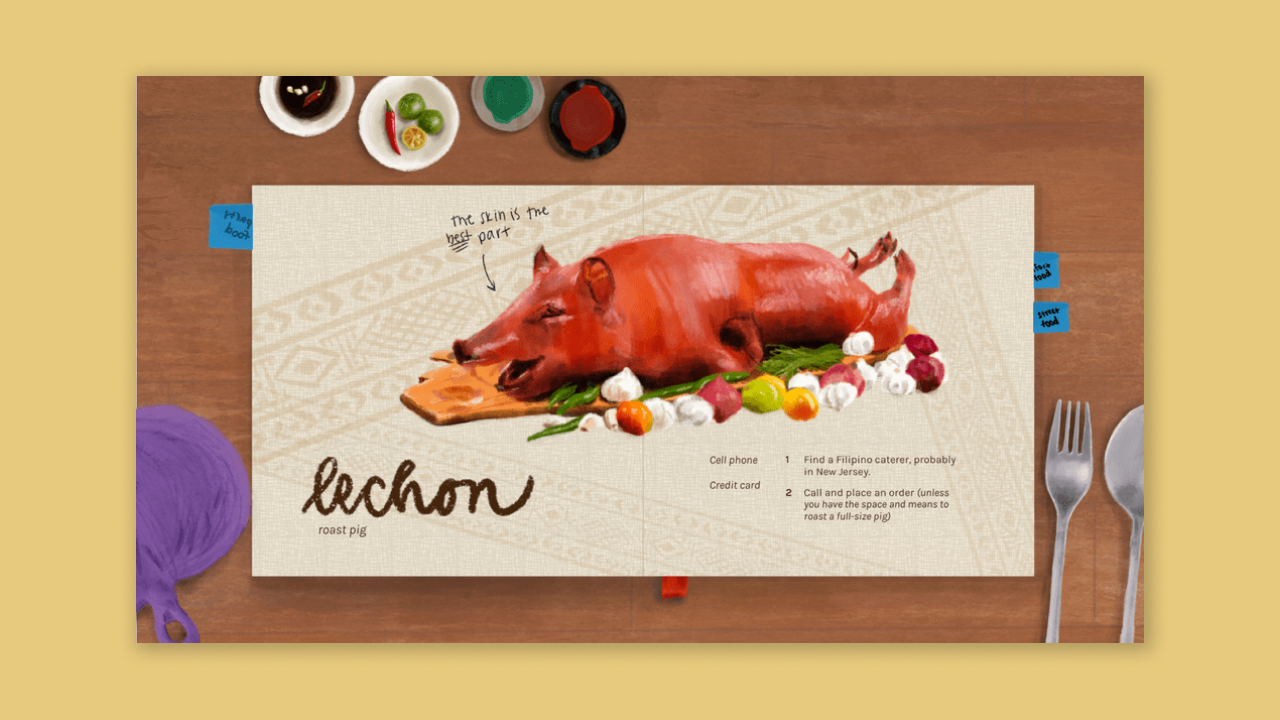 the skin is the
best part
lechon
roast pig
Cell phone
Credit card
1 Find a Filipino caterer, probably
in New Jersey.
2 Call and place an order (unless
you have the space and means to
roast a full-size pig)
food
street
food